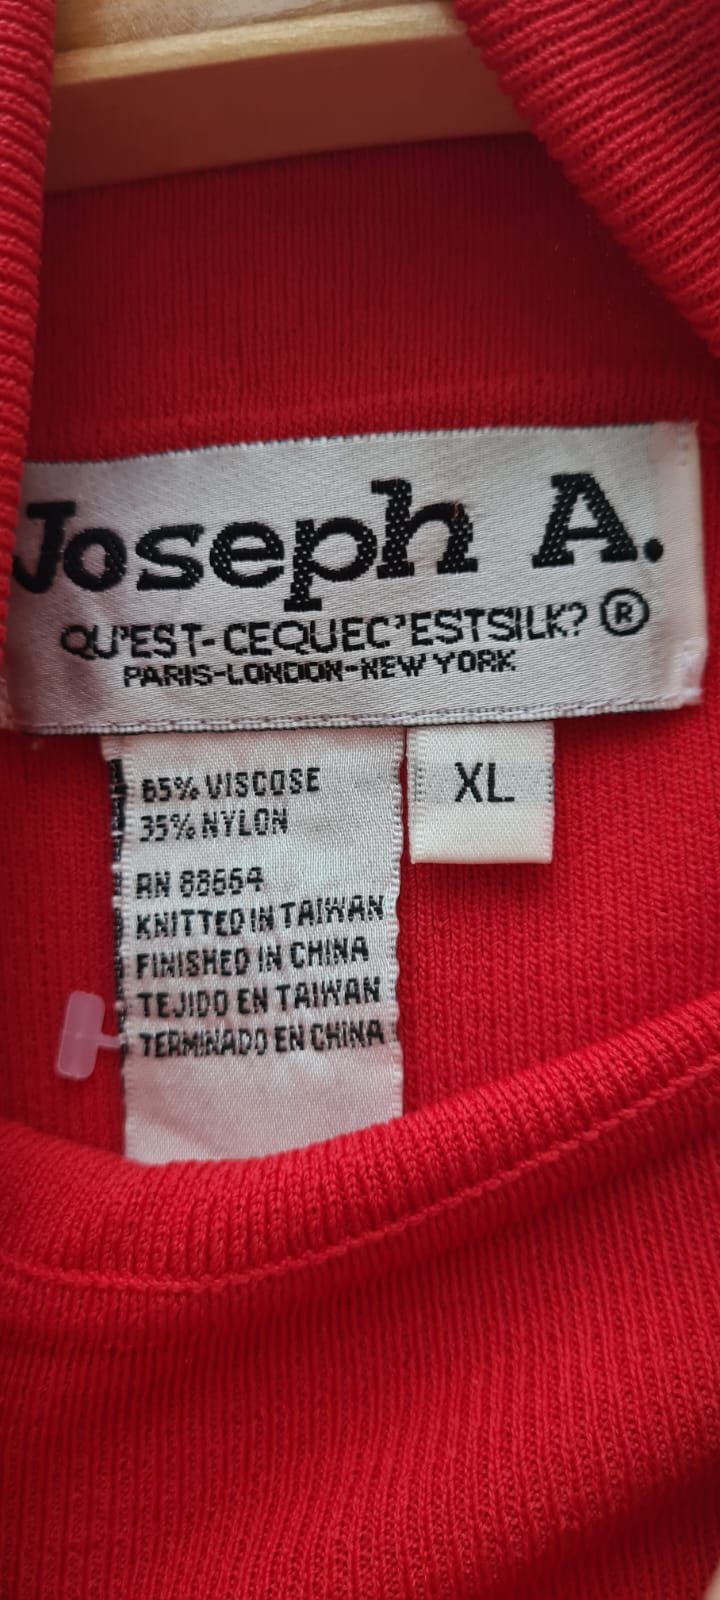 Joseph A.
QU'EST-CEQUEC'ESTSILK? ®
PARIS-LONDON-NEW YORK
XL
65% VISCOSE
35% NYLON
RN
KNITTED IN TAIWAN
FINISHED IN CHINA
TEJIDO EN TAIWAN
TERMINADO EN CHINA